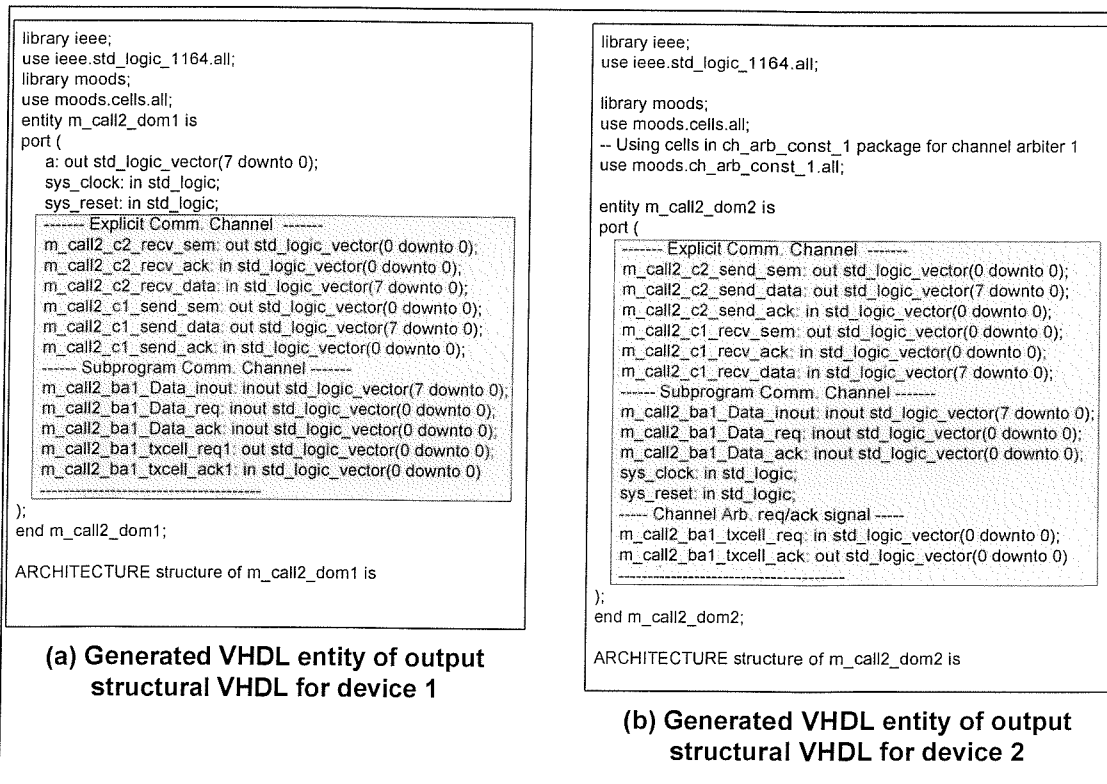 library ieee;
use ieee.std_logic_1164.all;
library moods;
use moods.cells.all;
entity m_call2_dom1 is
port (
a: out std_logic_vector(7 downto 0);
sys_clock: in std_logic;
sys_reset: in std_logic;
------- Explicit Comm. Channel -------
m_call2_c2_recv_sem: out std_logic_vector(0 downto 0);
m_call2_c2_recv_ack: in std_logic_vector(0 downto 0);
m_call2_c2_recv_data: in std_logic_vector(7 downto 0);
m_call2_c1_send_sem: out std_logic_vector(0 downto 0);
m_call2_c1_send_data: out std_logic_vector(7 downto 0);
m_call2_c1_send_ack: in std_logic_vector(0 downto 0);
------ Subprogram Comm. Channel -------
m_call2_ba1_Data_inout: inout std_logic_vector(7 downto 0);
m_call2_ba1_Data_req: inout std_logic_vector(0 downto 0);
m_call2_ba1_Data_ack: inout std_logic_vector(0 downto 0);
m_call2_ba1_txcell_req1: out std_logic_vector(0 downto 0);
m_call2_ba1_txcell_ack1: in std_logic_vector(0 downto 0)
--------------------------------------
);
end m_call2_dom1;
ARCHITECTURE structure of m_call2_dom1 is
(a) Generated VHDL entity of output
structural VHDL for device 1
library ieee;
use ieee.std_logic_1164.all;
library moods;
use moods.cells.all;
-- Using cells in ch_arb_const_1 package for channel arbiter 1
use moods.ch_arb_const_1.all;
entity m_call2_dom2 is
port (
------- Explicit Comm. Channel -------
m_call2_c2_send_sem: out std_logic_vector(0 downto 0);
m_call2_c2_send_data: out std_logic_vector(7 downto 0);
m_call2_c2_send_ack: in std_logic_vector(0 downto 0);
m_call2_c1_recv_sem: out std_logic_vector(0 downto 0);
m_call2_c1_recv_ack: in std_logic_vector(0 downto 0);
m_call2_c1_recv_data: in std_logic_vector(7 downto 0);
------ Subprogram Comm. Channel -------
m_call2_ba1_Data_inout: inout std_logic_vector(7 downto 0);
m_call2_ba1_Data_req: inout std_logic_vector(0 downto 0);
m_call2_ba1_Data_ack: inout std_logic_vector(0 downto 0);
sys_clock: in std_logic;
sys_reset: in std_logic;
----- Channel Arb. req/ack signal -----
m_call2_ba1_txcell_req: in std_logic_vector(0 downto 0);
m_call2_ba1_txcell_ack: out std_logic_vector(0 downto 0)
---------------------------------------
);
end m_call2_dom2;
ARCHITECTURE structure of m_call2_dom2 is
(b) Generated VHDL entity of output
structural VHDL for device 2